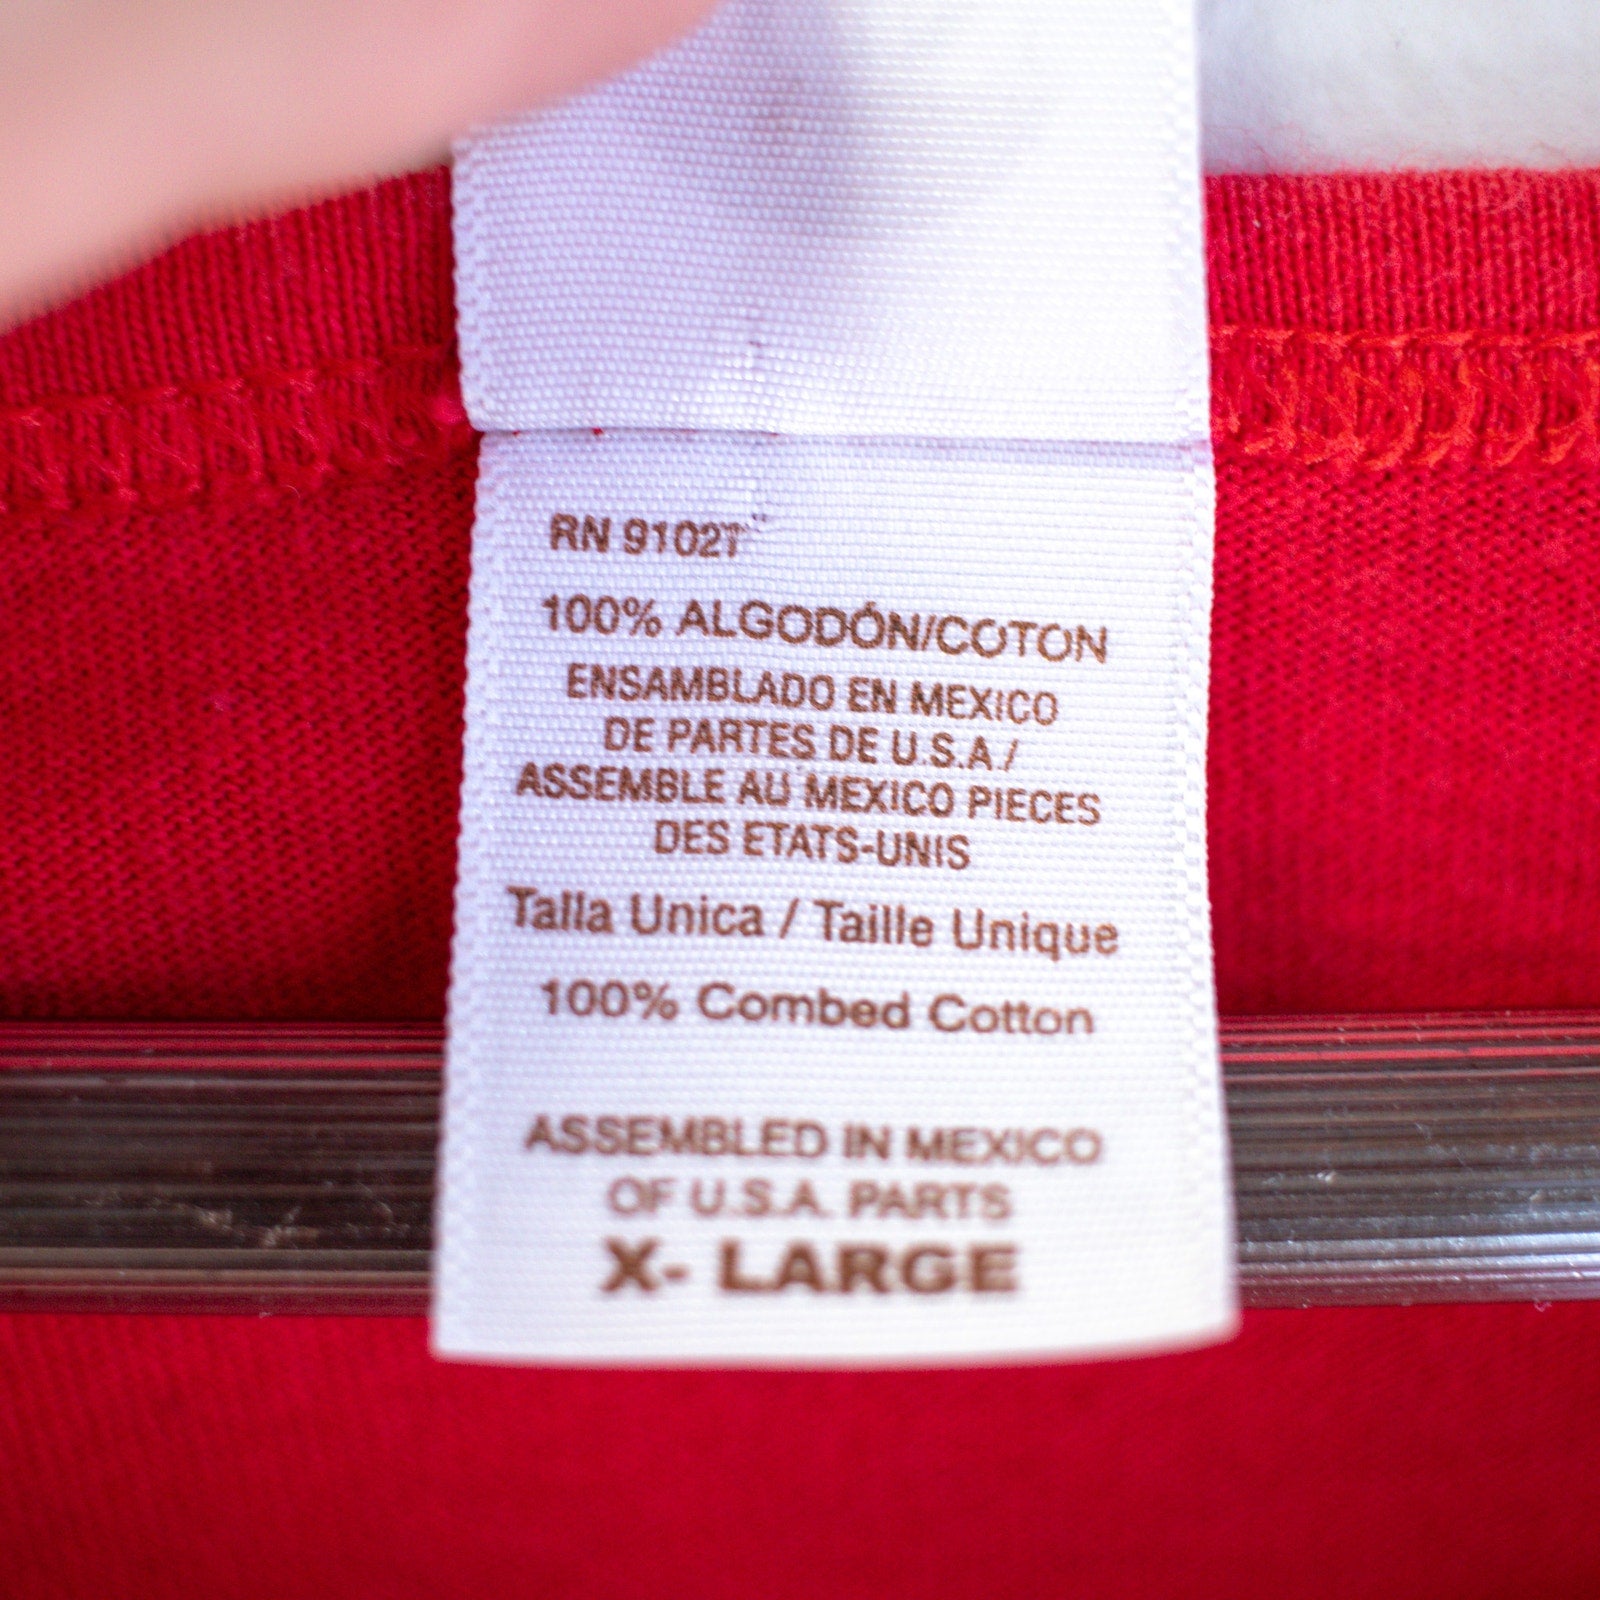 RN 91021
100% ALGODÓN/COTON
ENSAMBLADO EN MEXICO
DE PARTES DE U.S.A/
ASSEMBLE AU MEXICO PIECES
DES ETATS-UNIS
Talla Unica / Taille Unique
100% Combed Cotton
ASSEMBLED IN MEXICO
OF U.S.A. PARTS
X- LARGE